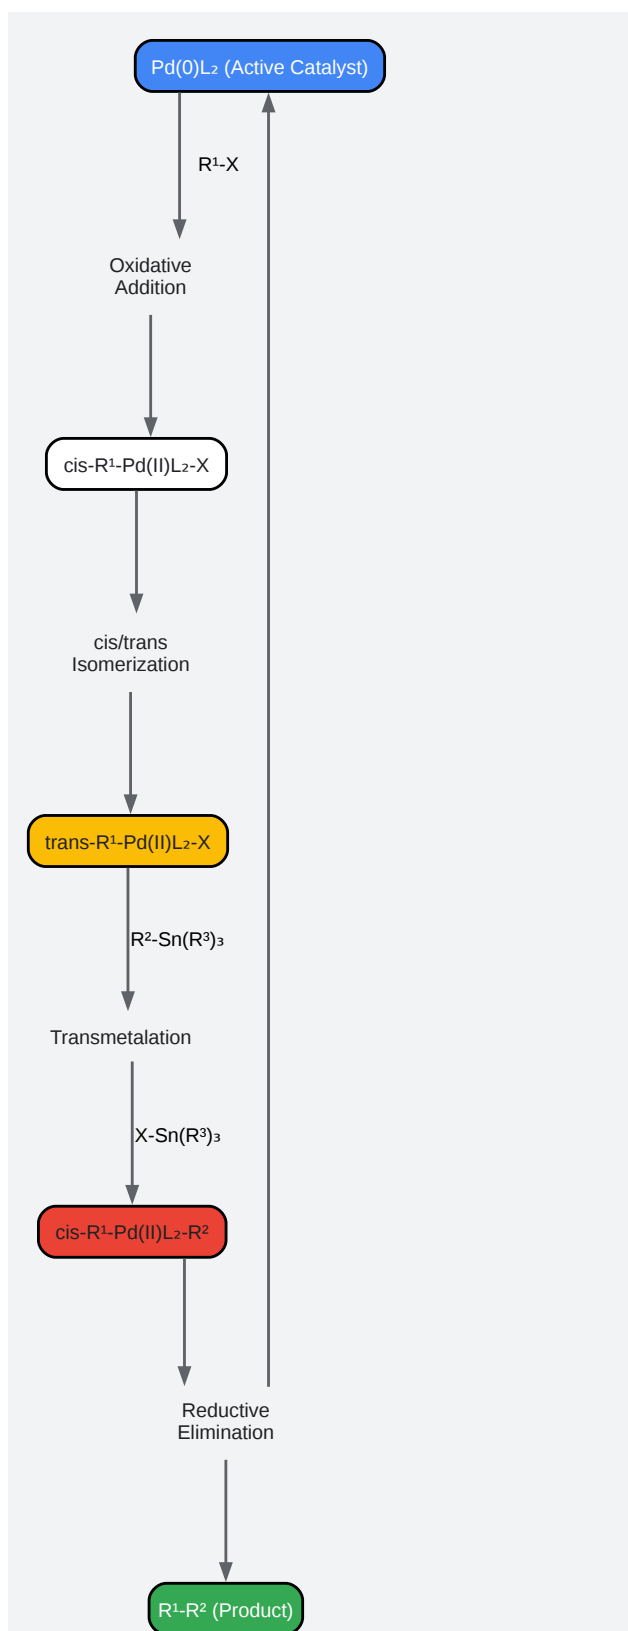 Pd(0)L₂ (Active Catalyst)
R¹-X
Oxidative
Addition
cis-R¹-Pd(II)L₂-X
cis/trans
Isomerization
trans-R¹-Pd(II)L₂-X
R²-Sn(R³)₃
Transmetalation
X-Sn(R³)₃
cis-R¹-Pd(II)L₂-R²
Reductive
Elimination
R¹-R² (Product)